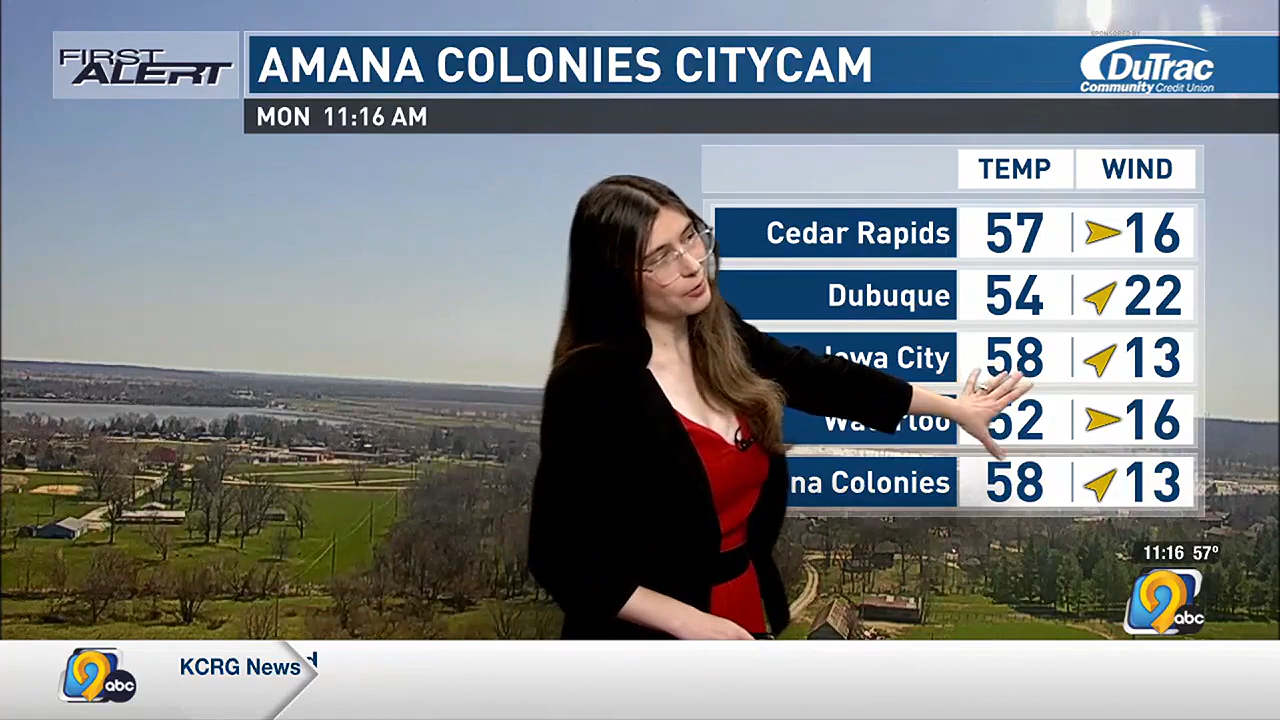 FIRST
ALERT
AMANA COLONIES CITYCAM
SPONSORED BY
DuTrac
Community Credit Union
MON 11:16 AM
TEMP WIND
Cedar Rapids 57 16
Dubuque 54 22
Iowa City 58 13
Waterloo 52 16
na Colonies 58 13
11:16 57°
9 abc
9 abc KCRG News